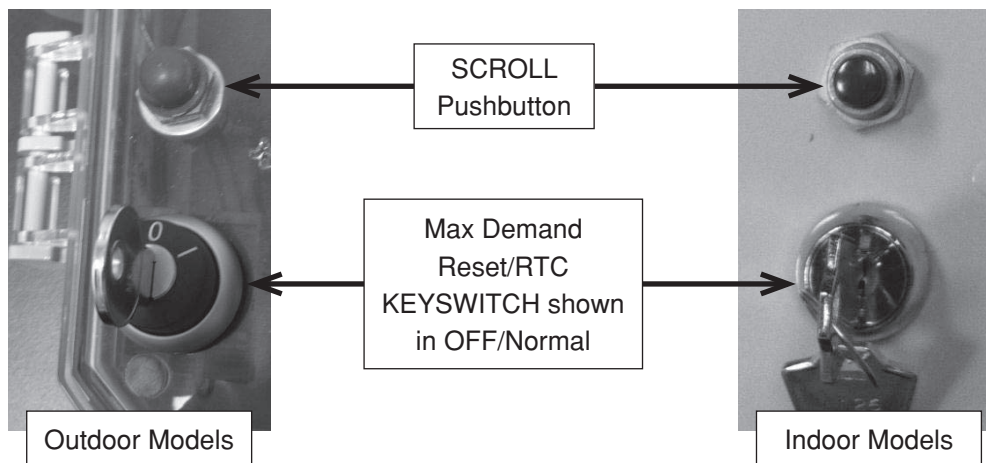 SCROLL
Pushbutton
0
Max Demand
Reset/RTC
KEYSWITCH shown
in OFF/Normal
Outdoor Models
Indoor Models